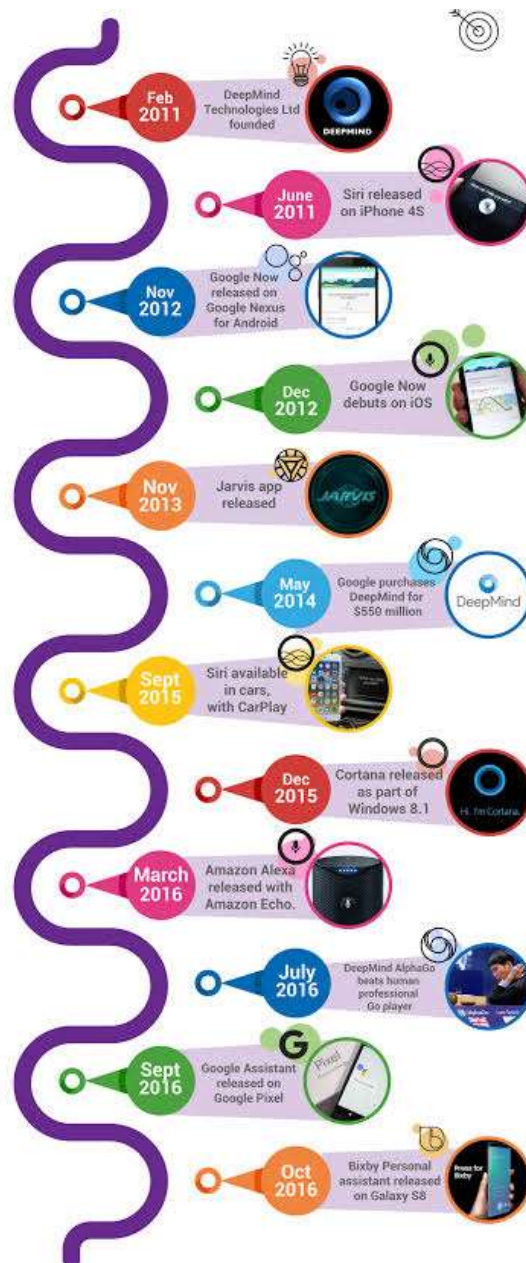 Feb
2011
DeepMind
Technologies Ltd
founded
DEEPMIND
June
2011
Siri released
on iPhone 4S
Nov
2012
Google Now
released on
Google Nexus
for Android
Dec
2012
Google Now
debuts on iOS
Nov
2013
Jarvis app
released
JARVIS
May
2014
Google purchases
DeepMind for
$550 million
DeepMind
Sept
2015
Siri available
in cars,
with CarPlay
Dec
2015
Cortana released
as part of
Windows 8.1
Hi. I'm Cortana.
March
2016
Amazon Alexa
released with
Amazon Echo.
July
2016
DeepMind AlphaGo
beats human
professional
Go player
AlphaGo
Sept
2016
Google Assistant
released on
Google Pixel
G
Pixel
Oct
2016
Bixby Personal
assistant released
on Galaxy S8
Press for
Bixby